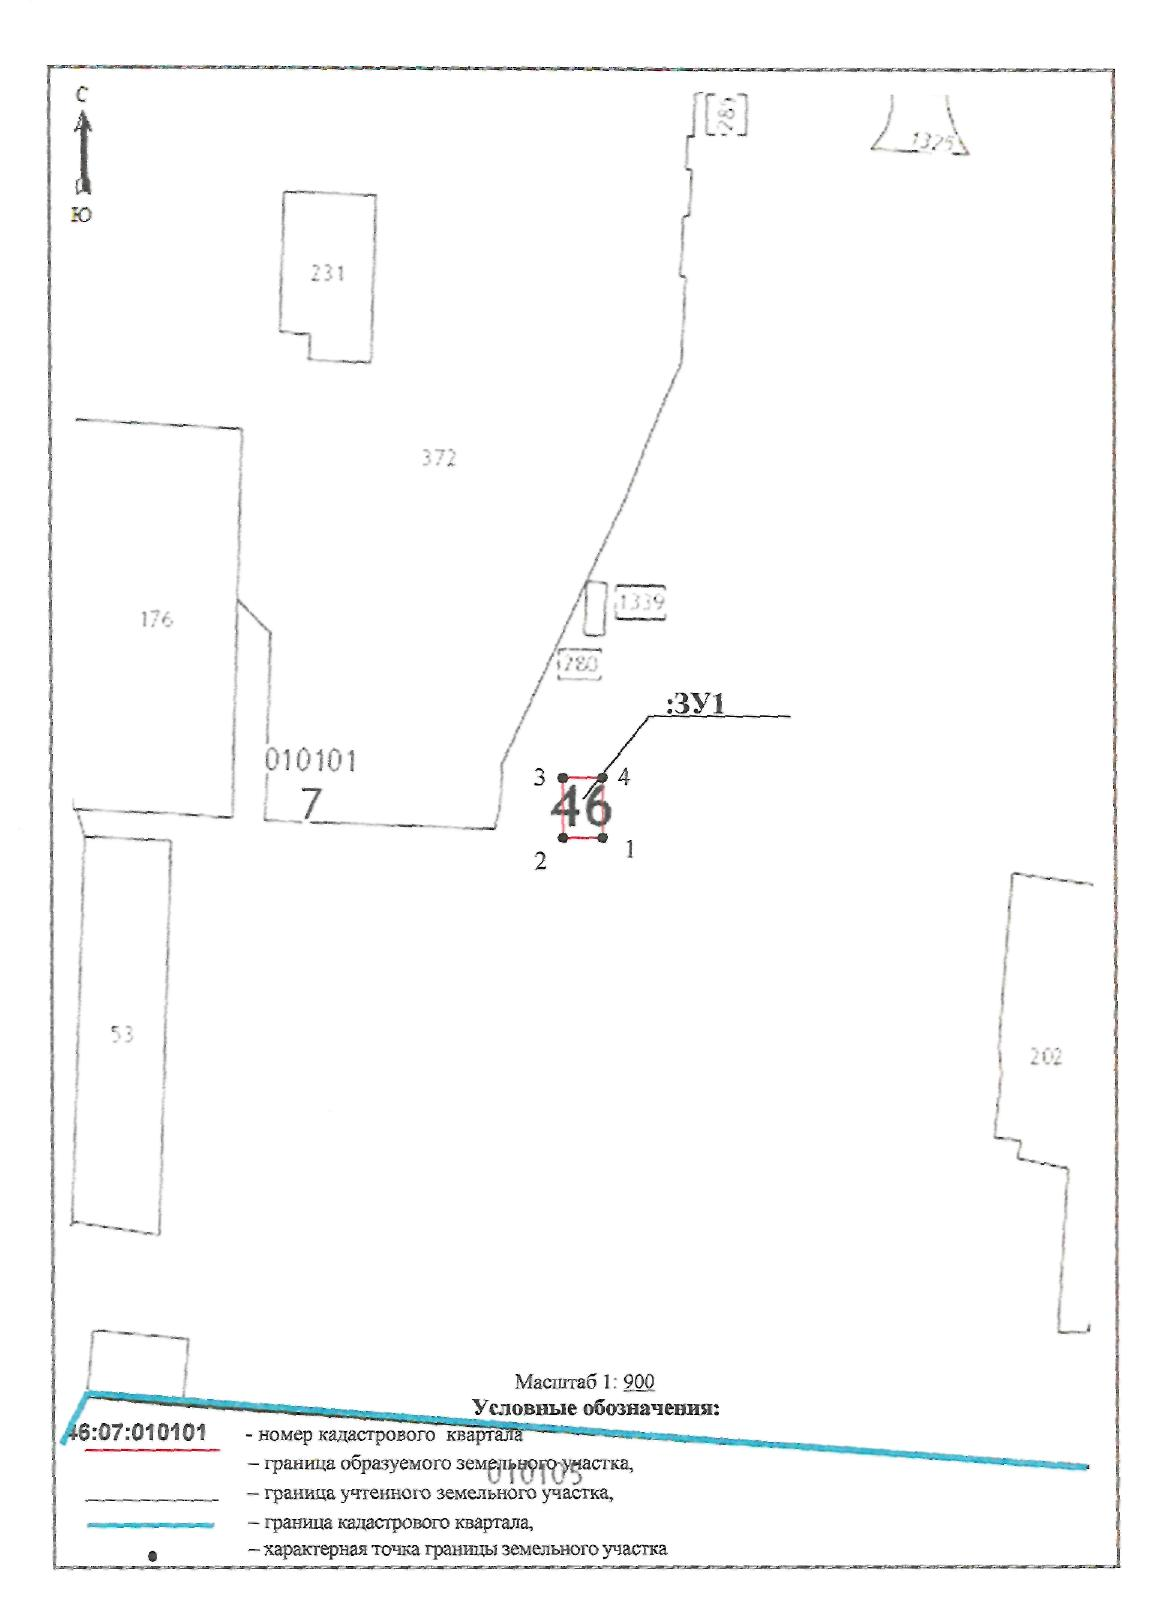 С
Ю
281
1325
231
372
176
1339
280
:ЗУ1
010101
7
3
4
46
2
1
53
202
Масштаб 1: 900
Условные обозначения:
46:07:010101 - номер кадастрового квартала
– граница образуемого земельного участка,
010105
– граница учтенного земельного участка,
– граница кадастрового квартала,
– характерная точка границы земельного участка